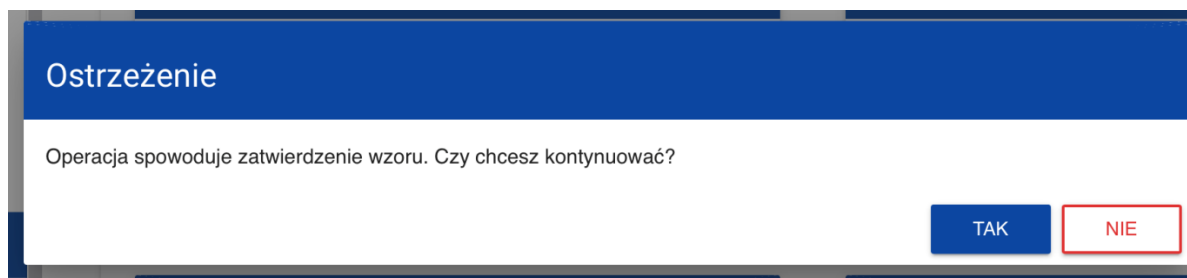 Ostrzeżenie
Operacja spowoduje zatwierdzenie wzoru. Czy chcesz kontynuować?
TAK
NIE